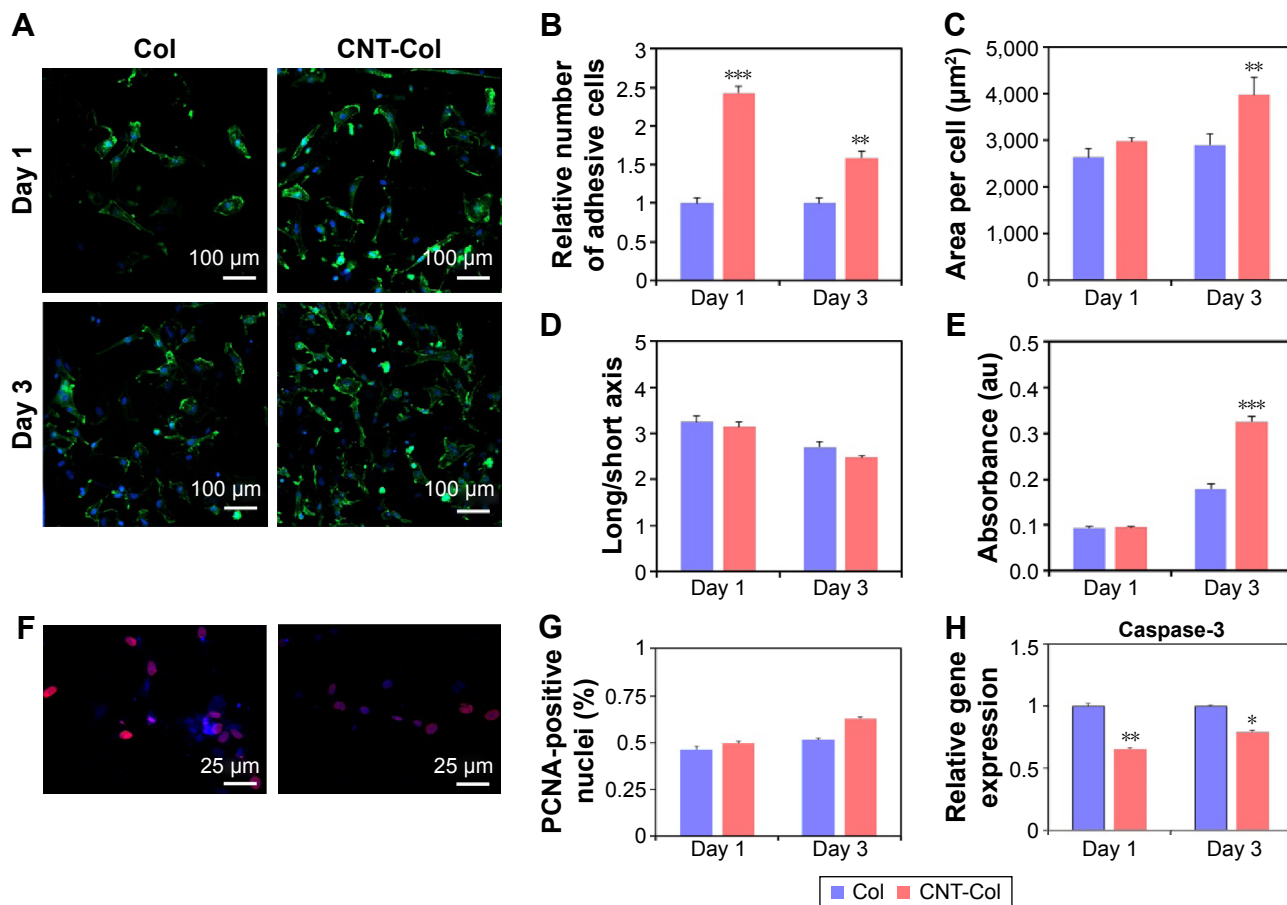 A
Col
CNT-Col
Day 1
100 µm
100 µm
Day 3
100 µm
100 µm
B
Relative number
of adhesive cells
3
2.5
2
1.5
1
0.5
0
***
**
Day 1
Day 3
C
Area per cell (µm²)
5,000
4,000
3,000
2,000
1,000
0
**
Day 1
Day 3
D
Long/short axis
5
4
3
2
1
0
Day 1
Day 3
E
Absorbance (au)
0.5
0.4
0.3
0.2
0.1
0.0
***
Day 1
Day 3
F
25 µm
25 µm
G
PCNA-positive
nuclei (%)
1
0.75
0.5
0.25
0
Day 1
Day 3
H
Caspase-3
Relative gene
expression
1.5
1
0.5
0
**
*
Day 1
Day 3
Col
CNT-Col